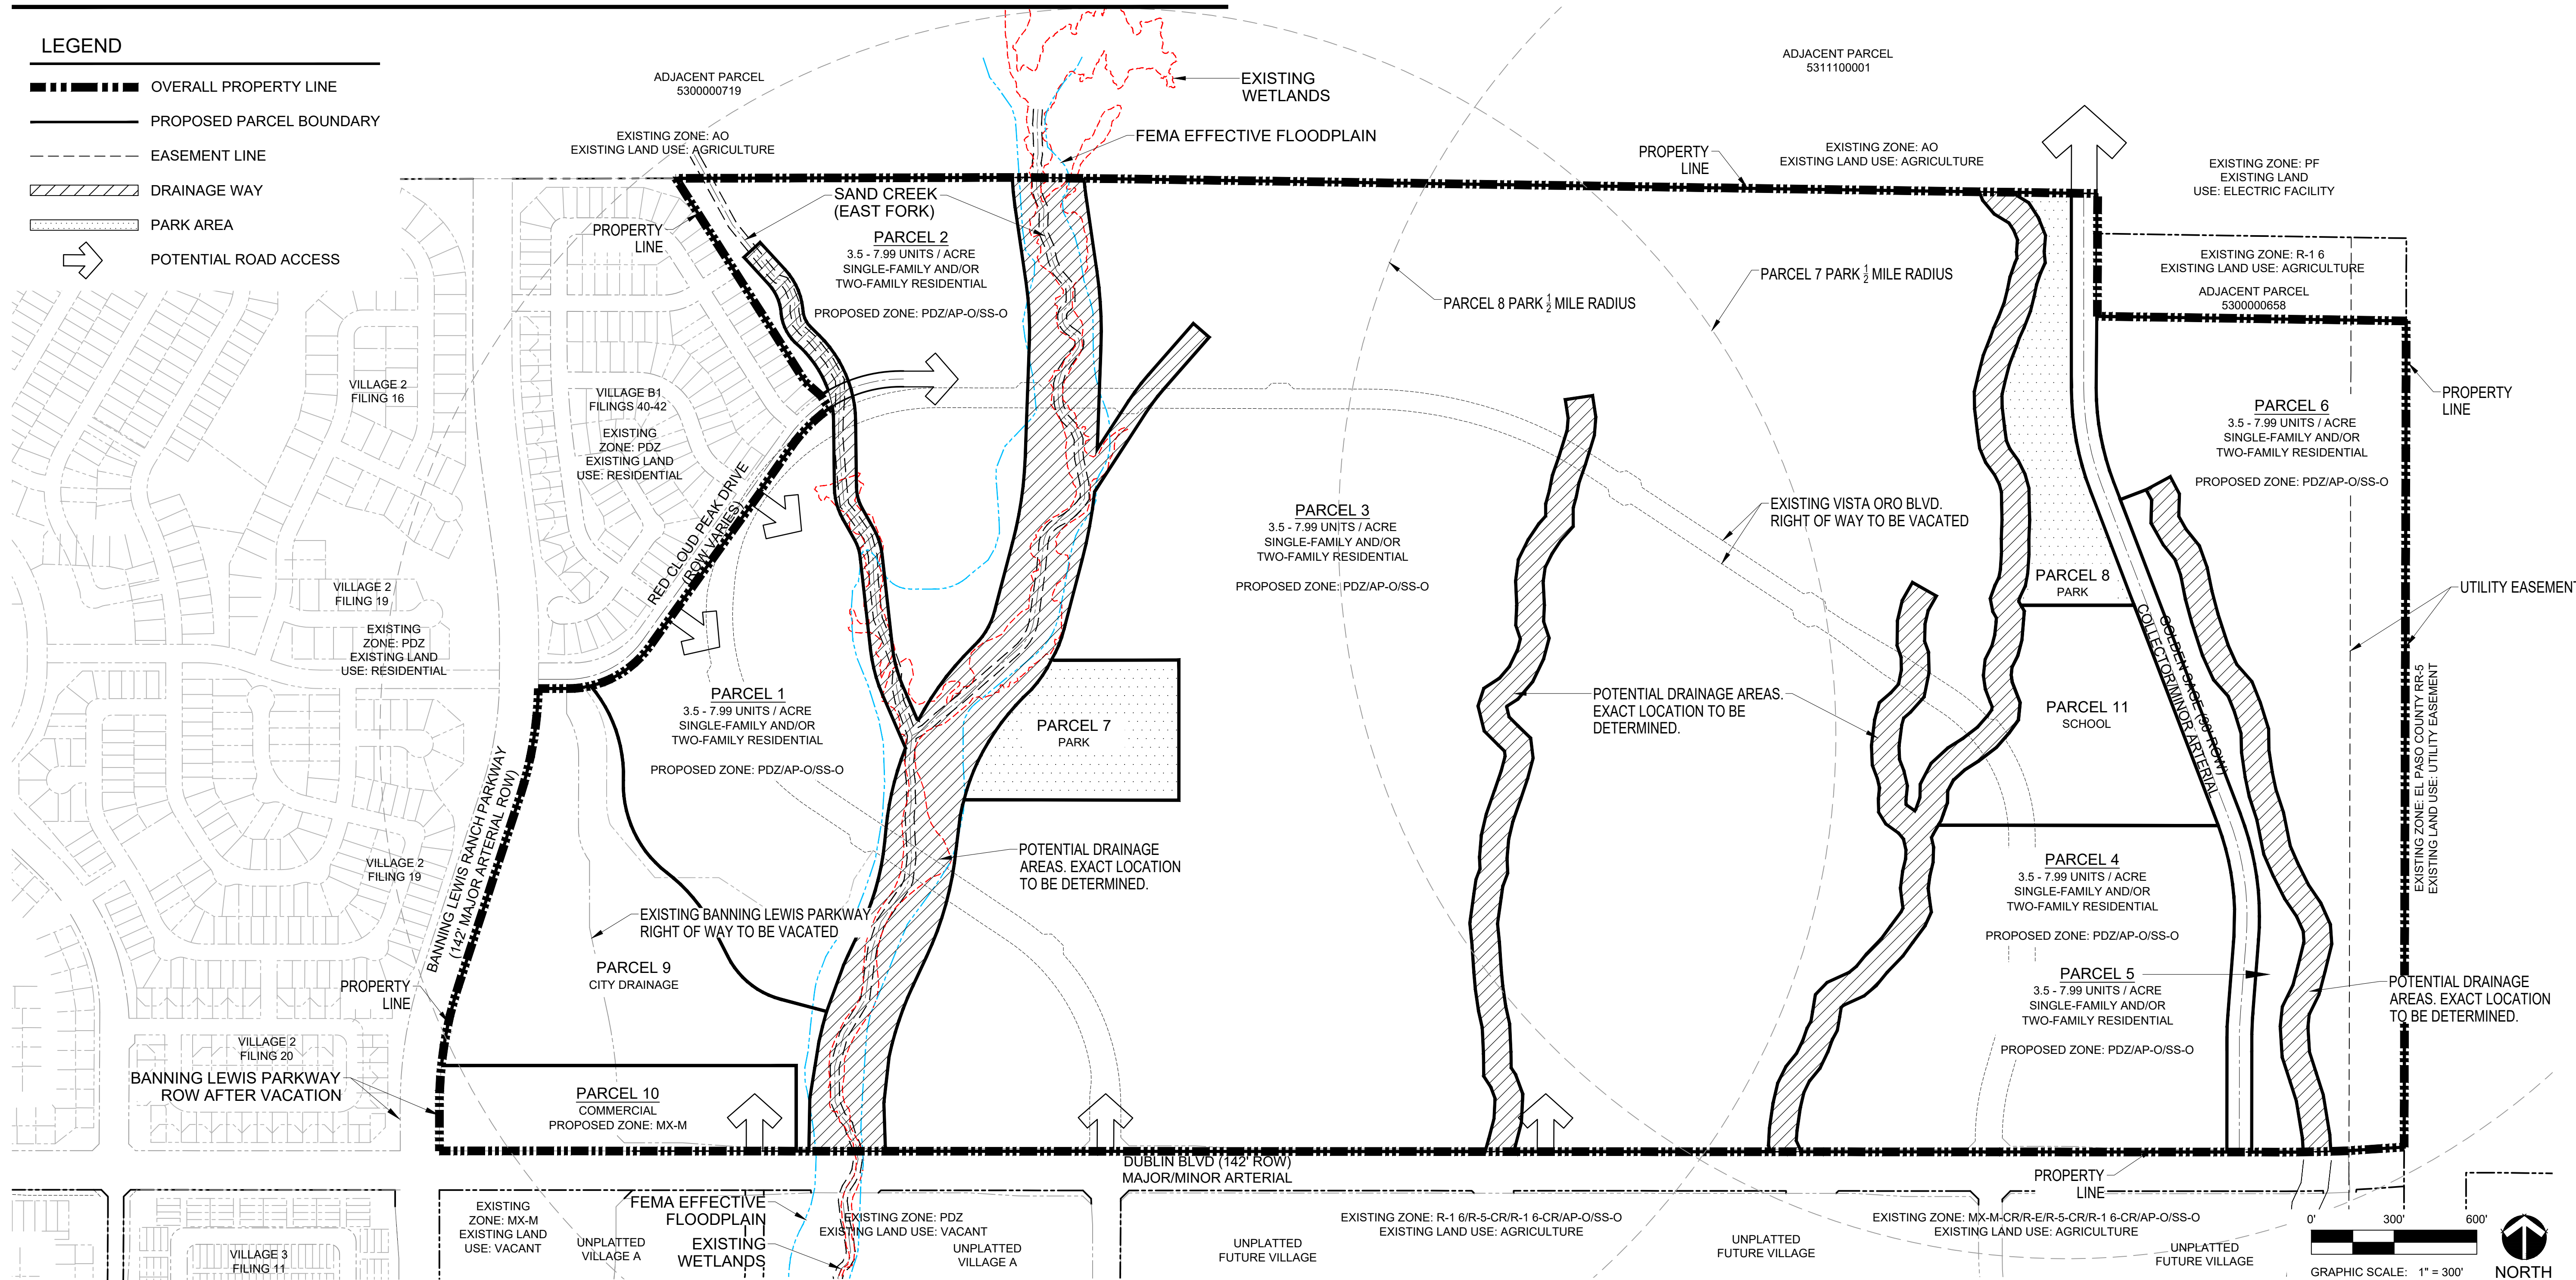 LEGEND
OVERALL PROPERTY LINE
PROPOSED PARCEL BOUNDARY
EASEMENT LINE
DRAINAGE WAY
PARK AREA
POTENTIAL ROAD ACCESS
ADJACENT PARCEL
5300000719
EXISTING ZONE: AO
EXISTING LAND USE: AGRICULTURE
EXISTING
WETLANDS
FEMA EFFECTIVE FLOODPLAIN
ADJACENT PARCEL
5311100001
PROPERTY
LINE
EXISTING ZONE: AO
EXISTING LAND USE: AGRICULTURE
EXISTING ZONE: PF
EXISTING LAND
USE: ELECTRIC FACILITY
EXISTING ZONE: R-1 6
EXISTING LAND USE: AGRICULTURE
ADJACENT PARCEL
5300000658
PROPERTY
LINE
SAND CREEK
(EAST FORK)
PARCEL 2
3.5 - 7.99 UNITS / ACRE
SINGLE-FAMILY AND/OR
TWO-FAMILY RESIDENTIAL
PROPOSED ZONE: PDZ/AP-O/SS-O
PARCEL 8 PARK 1/2 MILE RADIUS
PARCEL 7 PARK 1/2 MILE RADIUS
VILLAGE 2
FILING 16
VILLAGE B1
FILINGS 40-42
EXISTING
ZONE: PDZ
EXISTING LAND
USE: RESIDENTIAL
RED CLOUD PEAK DRIVE
(ROW VARIES)
PARCEL 3
3.5 - 7.99 UNITS / ACRE
SINGLE-FAMILY AND/OR
TWO-FAMILY RESIDENTIAL
PROPOSED ZONE: PDZ/AP-O/SS-O
EXISTING VISTA ORO BLVD.
RIGHT OF WAY TO BE VACATED
PARCEL 6
3.5 - 7.99 UNITS / ACRE
SINGLE-FAMILY AND/OR
TWO-FAMILY RESIDENTIAL
PROPOSED ZONE: PDZ/AP-O/SS-O
PROPERTY
LINE
UTILITY EASEMENT
PARCEL 8
PARK
GOLDEN SAGE (98' ROW)
COLLECTOR/MINOR ARTERIAL
EXISTING ZONE: EL PASO COUNTY RR-5
EXISTING LAND USE: UTILITY EASEMENT
VILLAGE 2
FILING 19
EXISTING
ZONE: PDZ
EXISTING LAND
USE: RESIDENTIAL
PARCEL 1
3.5 - 7.99 UNITS / ACRE
SINGLE-FAMILY AND/OR
TWO-FAMILY RESIDENTIAL
PROPOSED ZONE: PDZ/AP-O/SS-O
PARCEL 7
PARK
POTENTIAL DRAINAGE AREAS.
EXACT LOCATION TO BE
DETERMINED.
PARCEL 11
SCHOOL
BANNING LEWIS RANCH PARKWAY
(142' MAJOR ARTERIAL ROW)
VILLAGE 2
FILING 19
POTENTIAL DRAINAGE
AREAS. EXACT LOCATION
TO BE DETERMINED.
EXISTING BANNING LEWIS PARKWAY
RIGHT OF WAY TO BE VACATED
PARCEL 9
CITY DRAINAGE
PARCEL 4
3.5 - 7.99 UNITS / ACRE
SINGLE-FAMILY AND/OR
TWO-FAMILY RESIDENTIAL
PROPOSED ZONE: PDZ/AP-O/SS-O
PARCEL 5
3.5 - 7.99 UNITS / ACRE
SINGLE-FAMILY AND/OR
TWO-FAMILY RESIDENTIAL
PROPOSED ZONE: PDZ/AP-O/SS-O
POTENTIAL DRAINAGE
AREAS. EXACT LOCATION
TO BE DETERMINED.
PROPERTY
LINE
VILLAGE 2
FILING 20
BANNING LEWIS PARKWAY
ROW AFTER VACATION
PARCEL 10
COMMERCIAL
PROPOSED ZONE: MX-M
DUBLIN BLVD (142' ROW)
MAJOR/MINOR ARTERIAL
PROPERTY
LINE
VILLAGE 3
FILING 11
EXISTING
ZONE: MX-M
EXISTING LAND
USE: VACANT
UNPLATTED
VILLAGE A
FEMA EFFECTIVE
FLOODPLAIN
EXISTING
WETLANDS
EXISTING ZONE: PDZ
EXISTING LAND USE: VACANT
UNPLATTED
VILLAGE A
EXISTING ZONE: R-1 6/R-5-CR/R-1 6-CR/AP-O/SS-O
EXISTING LAND USE: AGRICULTURE
UNPLATTED
FUTURE VILLAGE
EXISTING ZONE: MX-M-CR/R-E/R-5-CR/R-1 6-CR/AP-O/SS-O
EXISTING LAND USE: AGRICULTURE
UNPLATTED
FUTURE VILLAGE
UNPLATTED
FUTURE VILLAGE
0' 300' 600'
GRAPHIC SCALE: 1" = 300'
NORTH